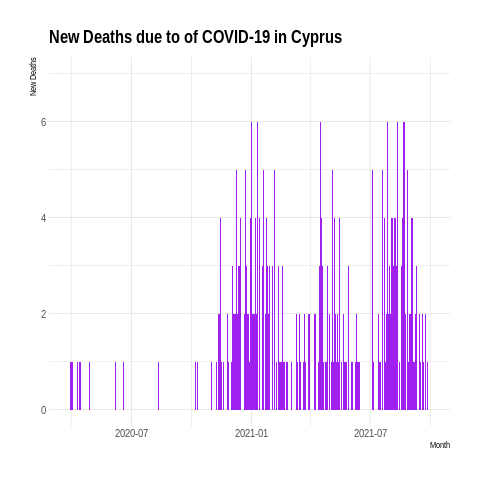 New Deaths due to of COVID-19 in Cyprus
New Deaths
6
4
2
0
2020-07
2021-01
2021-07
Month